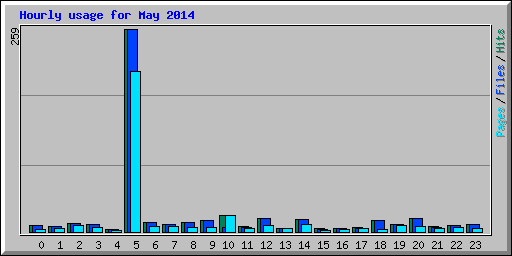 Hourly usage for May 2014
259
Pages/Files/Hits
0 1 2 3 4 5 6 7 8 9 10 11 12 13 14 15 16 17 18 19 20 21 22 23